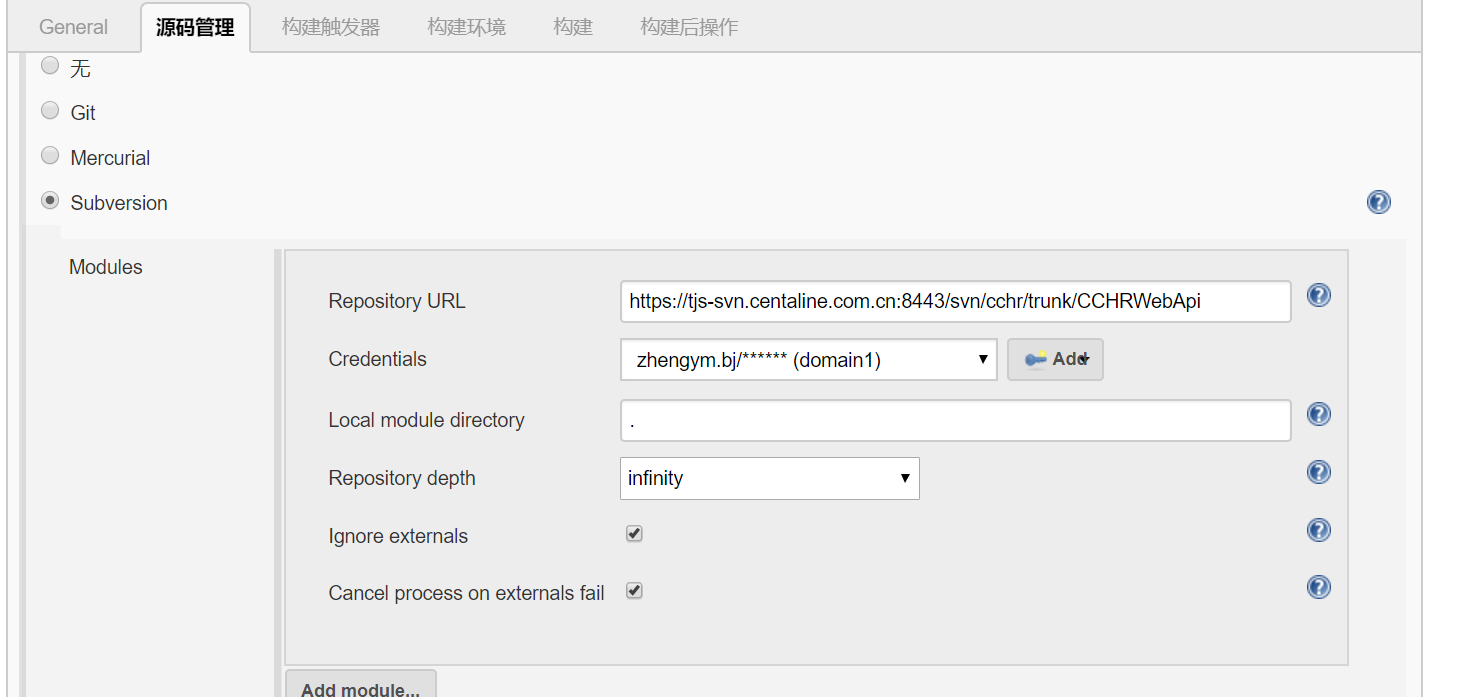 General 源码管理 构建触发器 构建环境 构建 构建后操作
无
Git
Mercurial
Subversion
Modules
Repository URL https://tjs-svn.centaline.com.cn:8443/svn/cchr/trunk/CCHRWebApi
Credentials zhengym.bj/****** (domain1) Add
Local module directory .
Repository depth infinity
Ignore externals
Cancel process on externals fail
Add module...